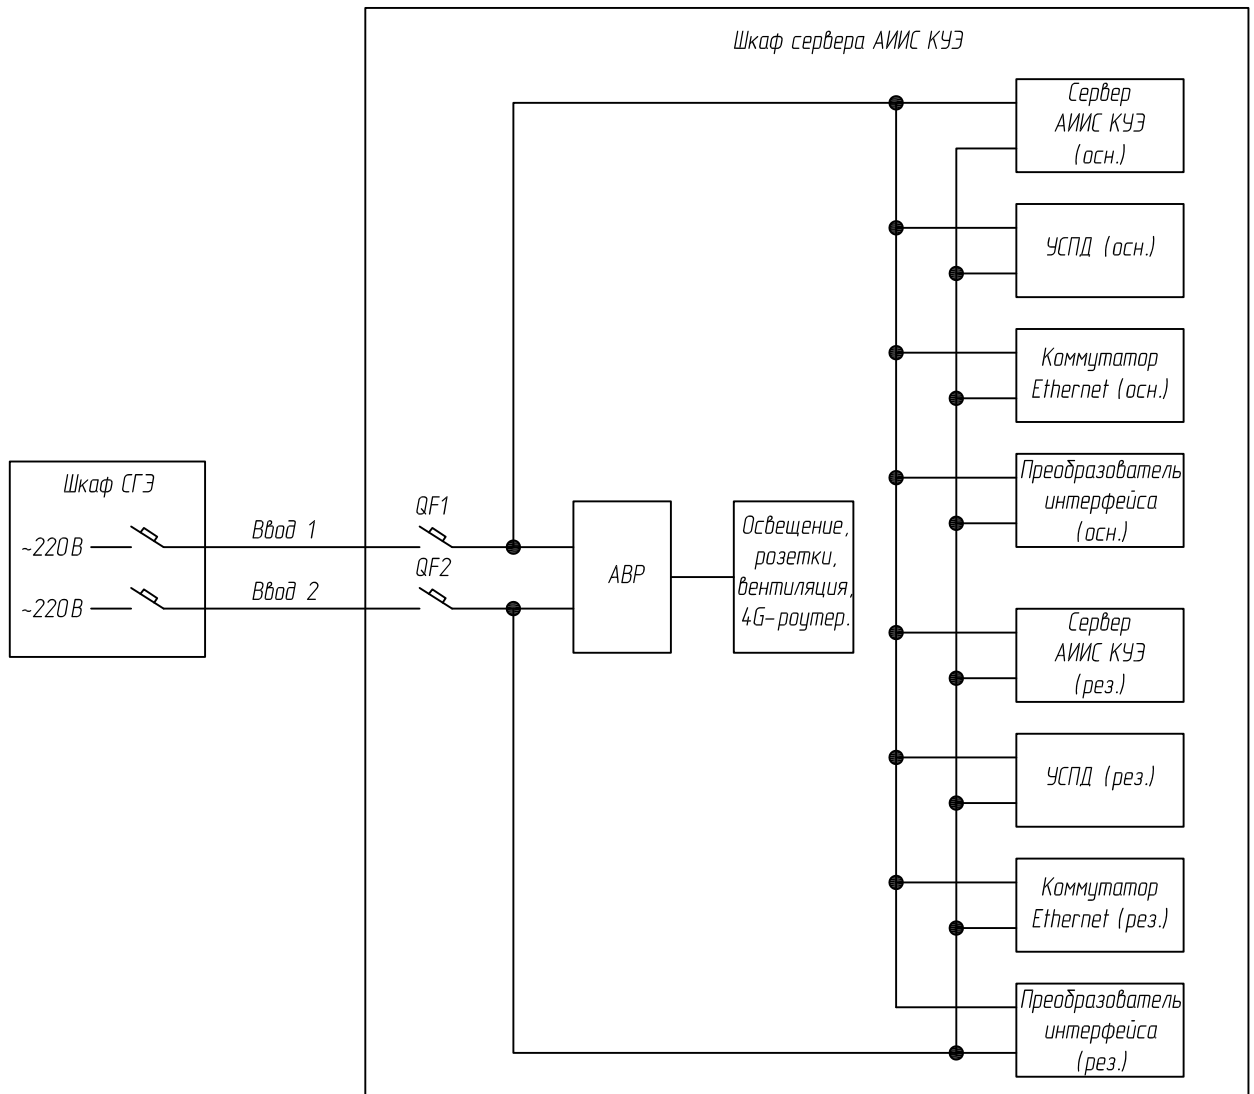 Шкаф сервера АИИС КУЭ
Сервер
АИИС КУЭ
(осн.)
УСПД (осн.)
Коммутатор
Ethernet (осн.)
Преобразователь
интерфейса
(осн.)
Шкаф СГЭ
~220В
Ввод 1
QF1
~220В
Ввод 2
QF2
АВР
Освещение,
розетки,
вентиляция,
4G-роутер.
Сервер
АИИС КУЭ
(рез.)
УСПД (рез.)
Коммутатор
Ethernet (рез.)
Преобразователь
интерфейса
(рез.)